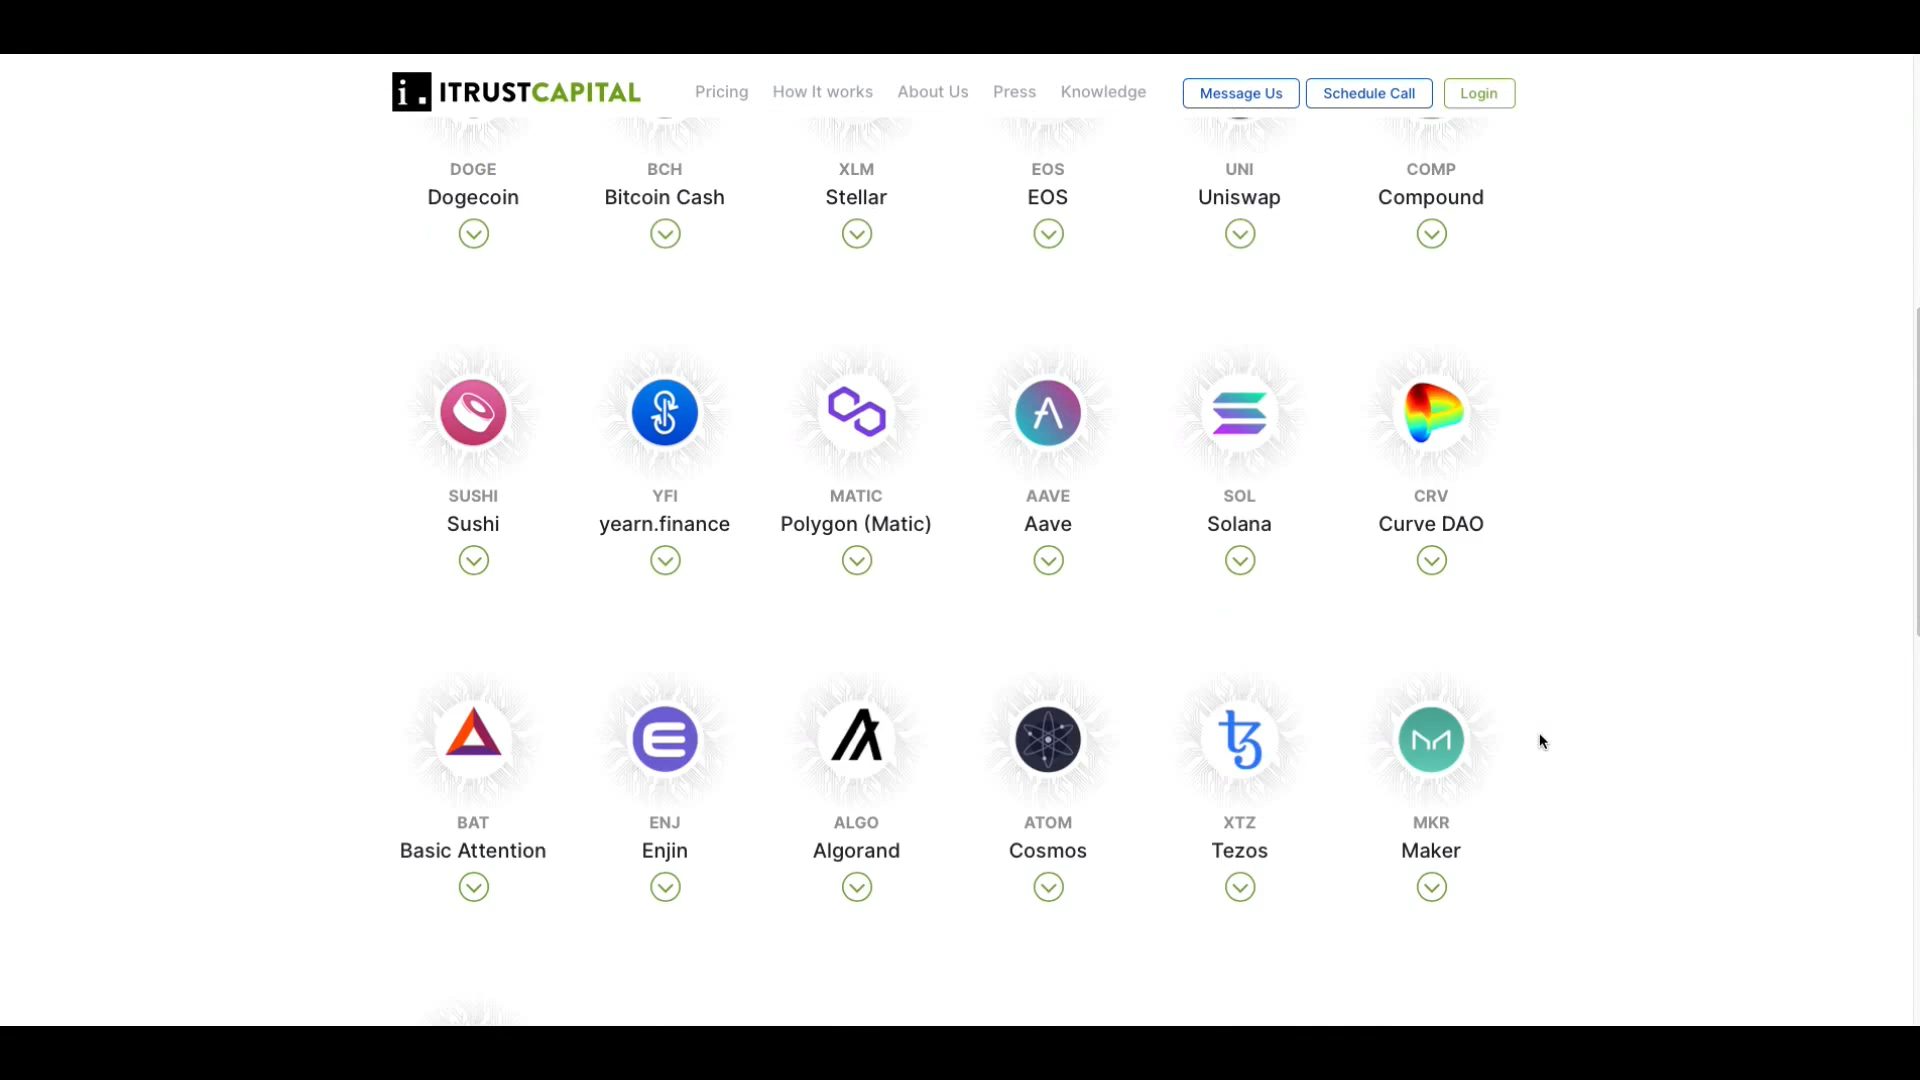 i. ITRUSTCAPITAL Pricing How It works About Us Press Knowledge Message Us Schedule Call Login
DOGE BCH XLM EOS UNI COMP
Dogecoin Bitcoin Cash Stellar EOS Uniswap Compound
SUSHI YFI MATIC AAVE SOL CRV
Sushi yearn.finance Polygon (Matic) Aave Solana Curve DAO
BAT ENJ ALGO ATOM XTZ MKR
Basic Attention Enjin Algorand Cosmos Tezos Maker